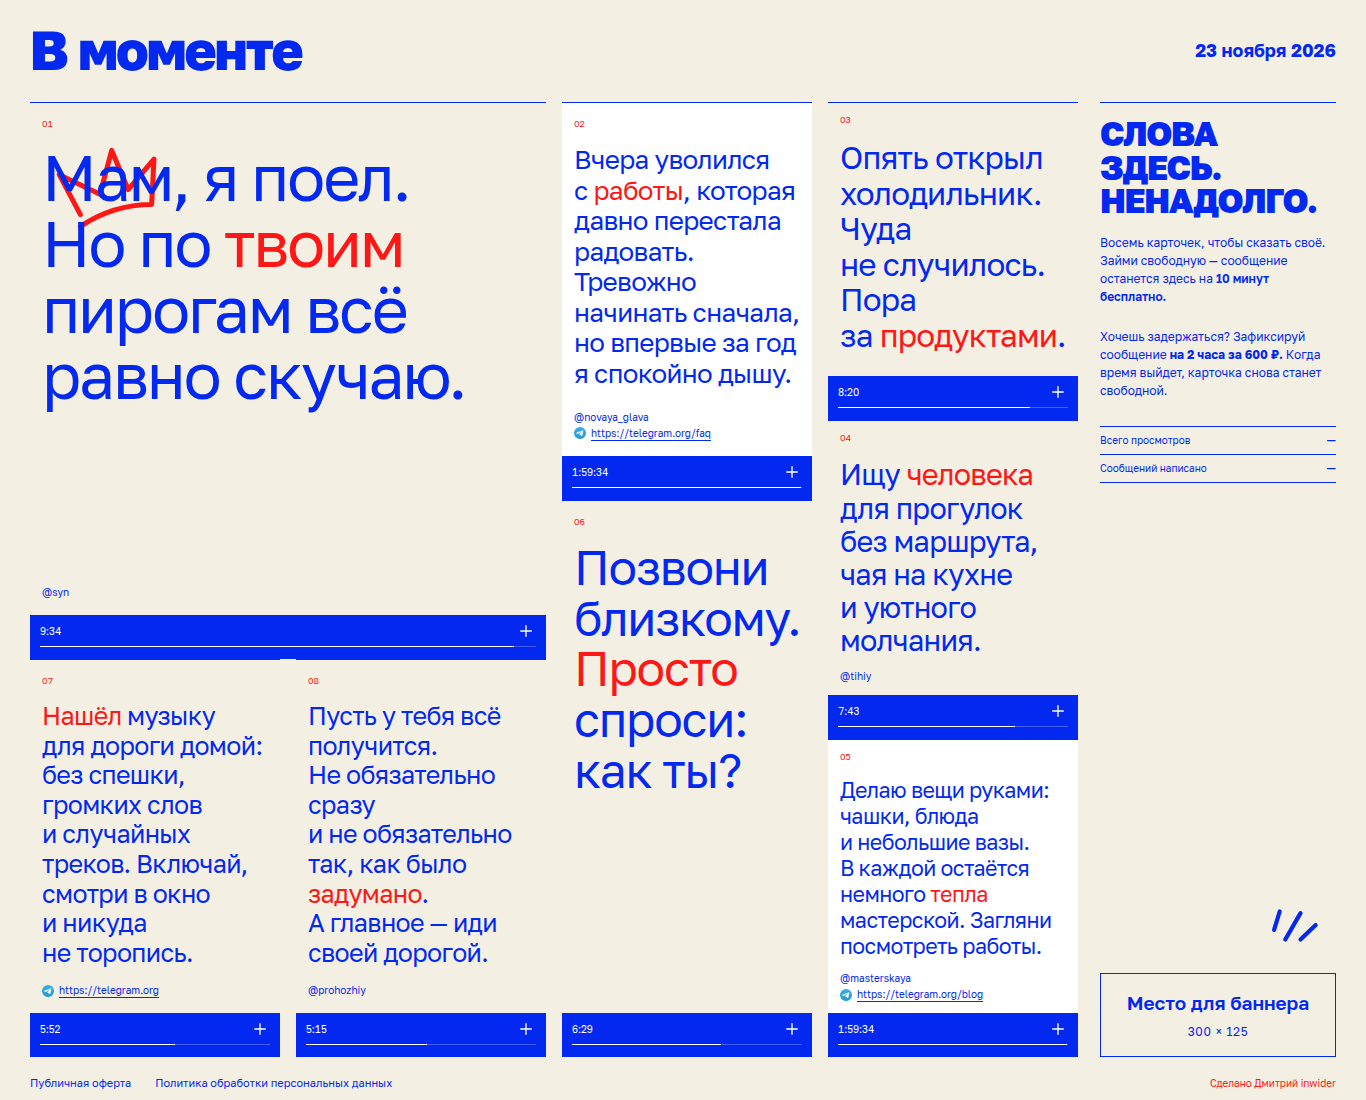 В моменте
23 ноября 2026
01
Мам, я поел.
Но по твоим
пирогам всё
равно скучаю.
@syn
9:34
02
Вчера уволился
с работы, которая
давно перестала
радовать.
Тревожно
начинать сначала,
но впервые за год
я спокойно дышу.
@novaya_glava
https://telegram.org/faq
1:59:34
03
Опять открыл
холодильник.
Чуда
не случилось.
Пора
за продуктами.
8:20
04
Ищу человека
для прогулок
без маршрута,
чая на кухне
и уютного
молчания.
@tihiy
7:43
05
Делаю вещи руками:
чашки, блюда
и небольшие вазы.
В каждой остаётся
немного тепла
мастерской. Загляни
посмотреть работы.
@masterskaya
https://telegram.org/blog
1:59:34
06
Позвони
близкому.
Просто
спроси:
как ты?
6:29
07
Нашёл музыку
для дороги домой:
без спешки,
громких слов
и случайных
треков. Включай,
смотри в окно
и никуда
не торопись.
https://telegram.org
5:52
08
Пусть у тебя всё
получится.
Не обязательно
сразу
и не обязательно
так, как было
задумано.
А главное — иди
своей дорогой.
@prohozhiy
5:15
СЛОВА
ЗДЕСЬ.
НЕНАДОЛГО.
Восемь карточек, чтобы сказать своё.
Займи свободную — сообщение
останется здесь на 10 минут
бесплатно.
Хочешь задержаться? Зафиксируй
сообщение на 2 часа за 600 ₽. Когда
время выйдет, карточка снова станет
свободной.
Всего просмотров —
Сообщений написано —
Место для баннера
300 × 125
Публичная оферта
Политика обработки персональных данных
Сделано Дмитрий inwider